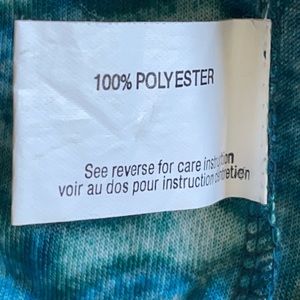 100% POLYESTER
See reverse for care instruction
voir au dos pour instruction